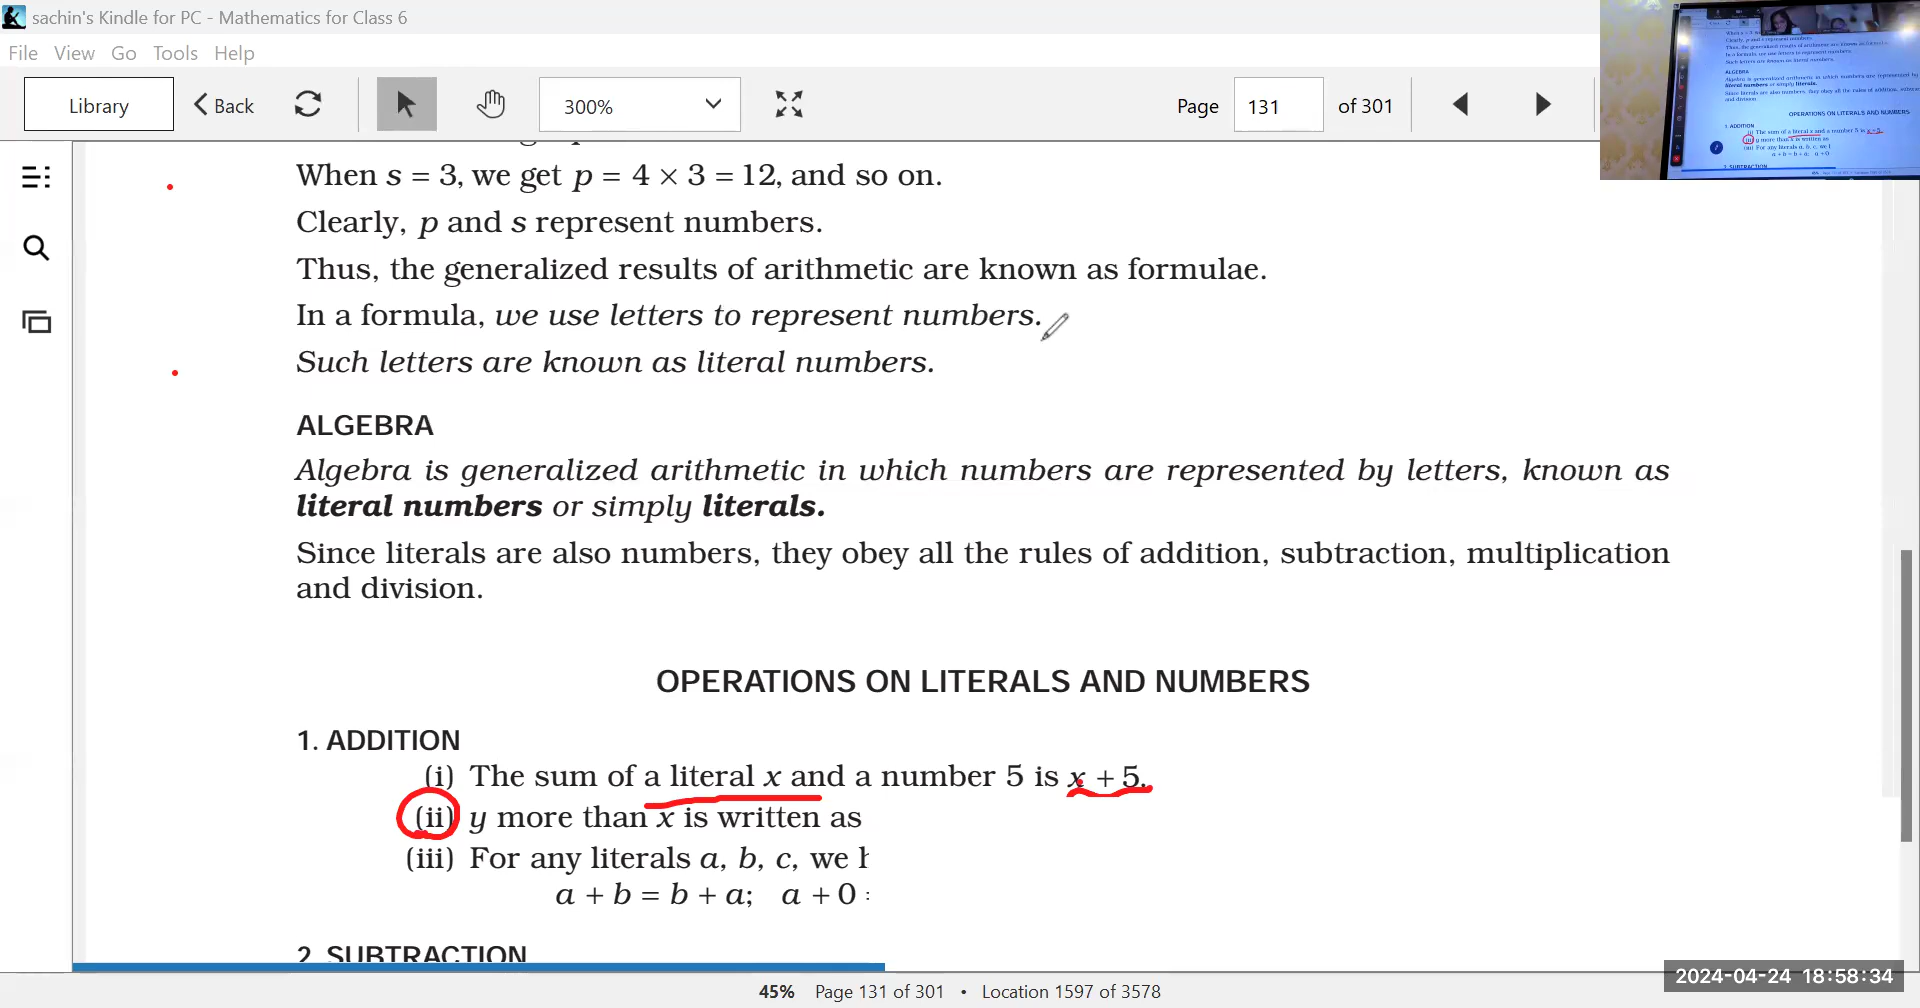 sachin's Kindle for PC - Mathematics for Class 6
File View Go Tools Help
Library Back 300% Page 131 of 301
When s = 3, we get p = 4 × 3 = 12, and so on.
Clearly, p and s represent numbers.
Thus, the generalized results of arithmetic are known as formulae.
In a formula, we use letters to represent numbers.
Such letters are known as literal numbers.
ALGEBRA
Algebra is generalized arithmetic in which numbers are represented by letters, known as
literal numbers or simply literals.
Since literals are also numbers, they obey all the rules of addition, subtraction, multiplication
and division.
OPERATIONS ON LITERALS AND NUMBERS
1. ADDITION
(i) The sum of a literal x and a number 5 is x + 5.
(ii) y more than x is written as
(iii) For any literals a, b, c, we
a + b = b + a; a + 0
2. SUBTRACTION
45% Page 131 of 301 • Location 1597 of 3578
2024-04-24 18:58:34